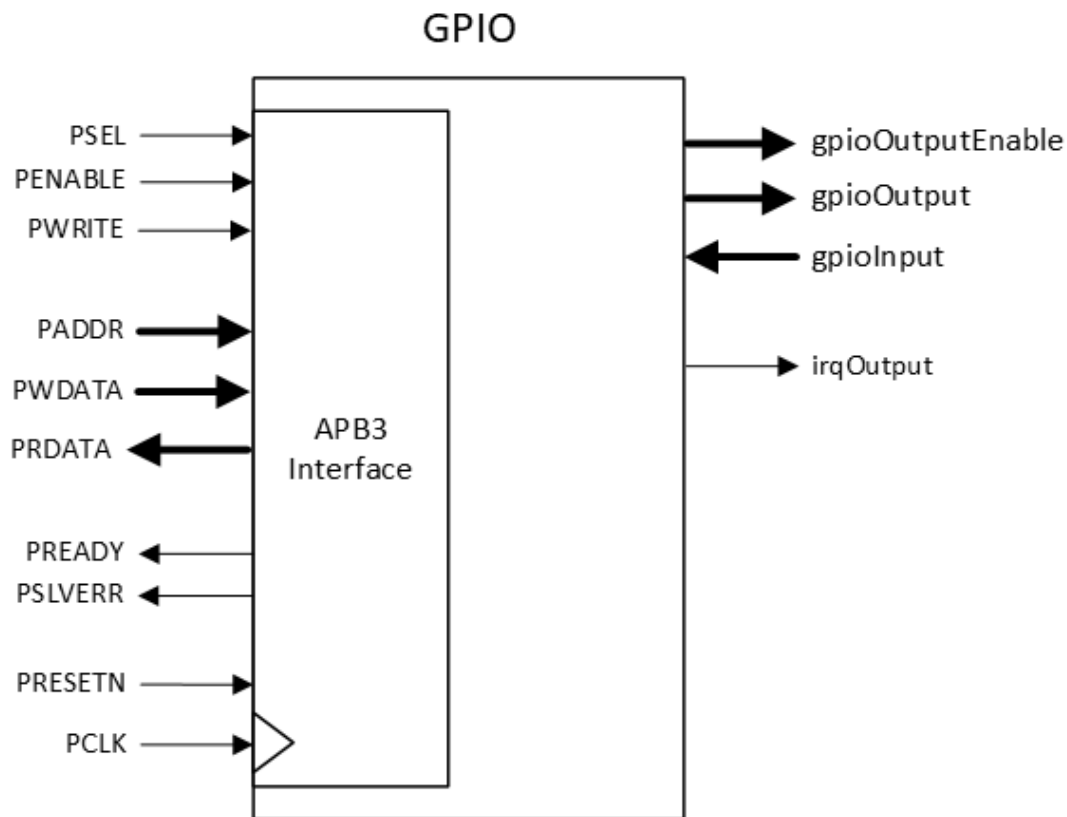 GPIO
PSEL
PENABLE
PWRITE
PADDR
PWDATA
PRDATA
PREADY
PSLVERR
PRESETN
PCLK
APB3
Interface
gpioOutputEnable
gpioOutput
gpioInput
irqOutput